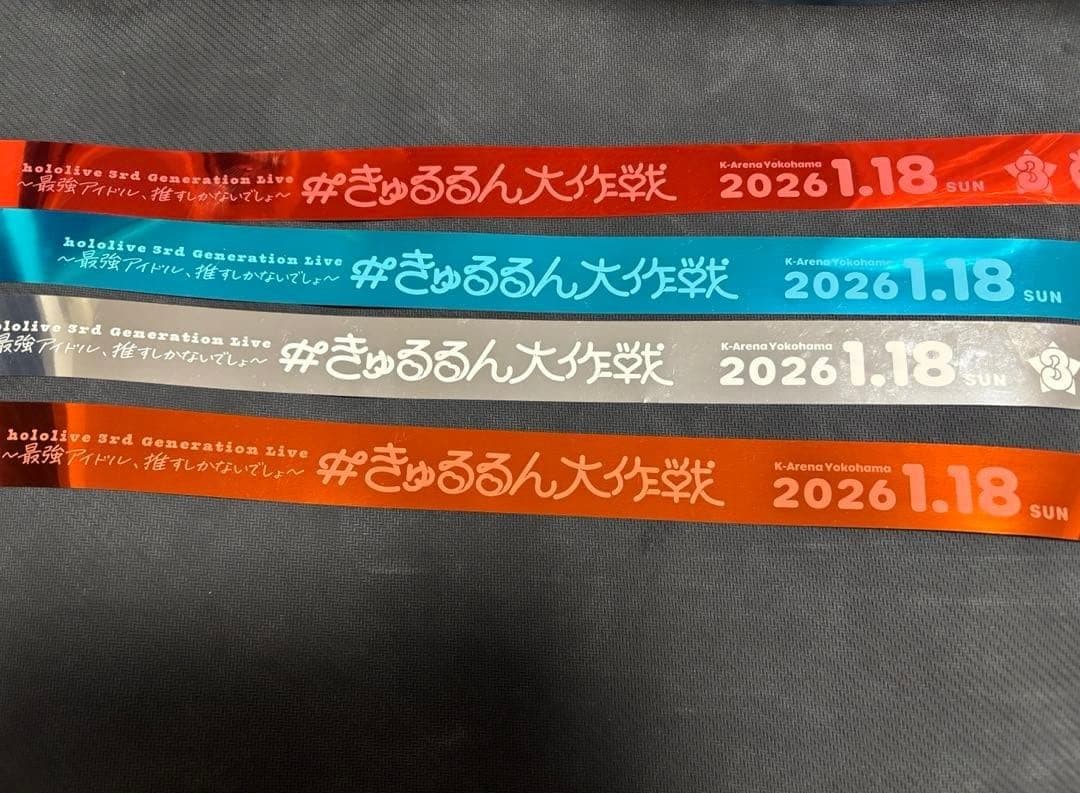 hololive 3rd Generation Live
～最強アイドル、推すしかないでしょ～
#きゅるるん大作戦
K-Arena Yokohama
2026 1.18 SUN
3
hololive 3rd Generation Live
～最強アイドル、推すしかないでしょ～
#きゅるるん大作戦
K-Arena Yokohama
2026 1.18 SUN
ololive 3rd Generation Live
最強アイドル、推すしかないでしょ～
#きゅるるん大作戦
K-Arena Yokohama
2026 1.18 SUN
3
hololive 3rd Generation Live
～最強アイドル、推すしかないでしょ～
#きゅるるん大作戦
K-Arena Yokohama
2026 1.18 SUN